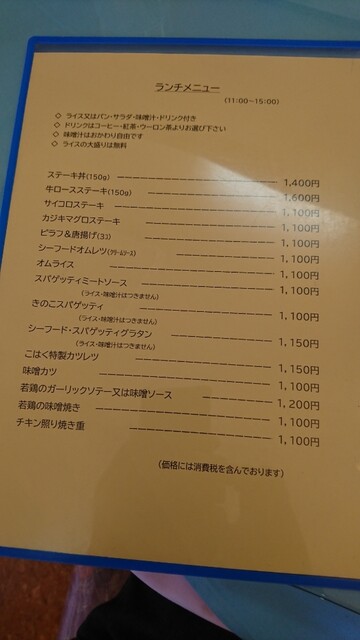 ランチメニュー
(11:00~15:00)
◇ ライス又はパン・サラダ・味噌汁・ドリンク付き
◇ ドリンクはコーヒー・紅茶・ウーロン茶よりお選び下さい
◇ 味噌汁はおかわり自由です
◇ ライスの大盛りは無料
ステーキ丼(150g) 1,400円
牛ロースステーキ(150g) 1,600円
サイコロステーキ 1,100円
カジキマグロステーキ 1,100円
ピラフ&唐揚げ(3コ) 1,100円
シーフードオムレツ(クリームソース) 1,100円
オムライス 1,100円
スパゲッティミートソース 1,100円
(ライス・味噌汁はつきません)
きのこスパゲッティ 1,100円
(ライス・味噌汁はつきません)
シーフード・スパゲッティグラタン 1,150円
(ライス・味噌汁はつきません)
こはく特製カツレツ 1,150円
味噌カツ 1,100円
若鶏のガーリックソテー又は味噌ソース 1,200円
若鶏の味噌焼き 1,100円
チキン照り焼き重 1,100円
(価格には消費税を含んでおります)